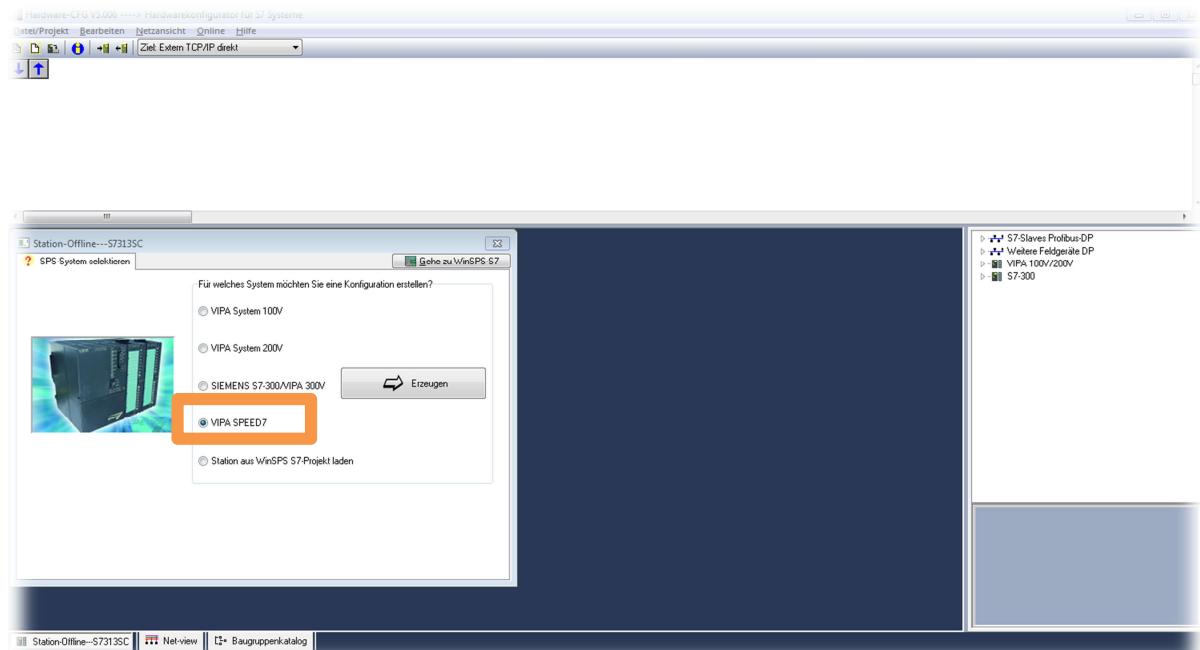 Hardware-CFG V5.006 ----> Hardwarekonfigurator für S7 Systeme
Datei/Projekt Bearbeiten Netzansicht Online Hilfe
Ziel: Extern TCP/IP direkt
Station-Offline---S7313SC
SPS System selektieren
Gehe zu WinSPS-S7
Für welches System möchten Sie eine Konfiguration erstellen?
VIPA System 100V
VIPA System 200V
SIEMENS S7-300/VIPA 300V
Erzeugen
VIPA SPEED7
Station aus WinSPS S7-Projekt laden
S7-Slaves Profibus-DP
Weitere Feldgeräte DP
VIPA 100V/200V
S7-300
Station-Offline---S7313SC
Net-view
Baugruppenkatalog